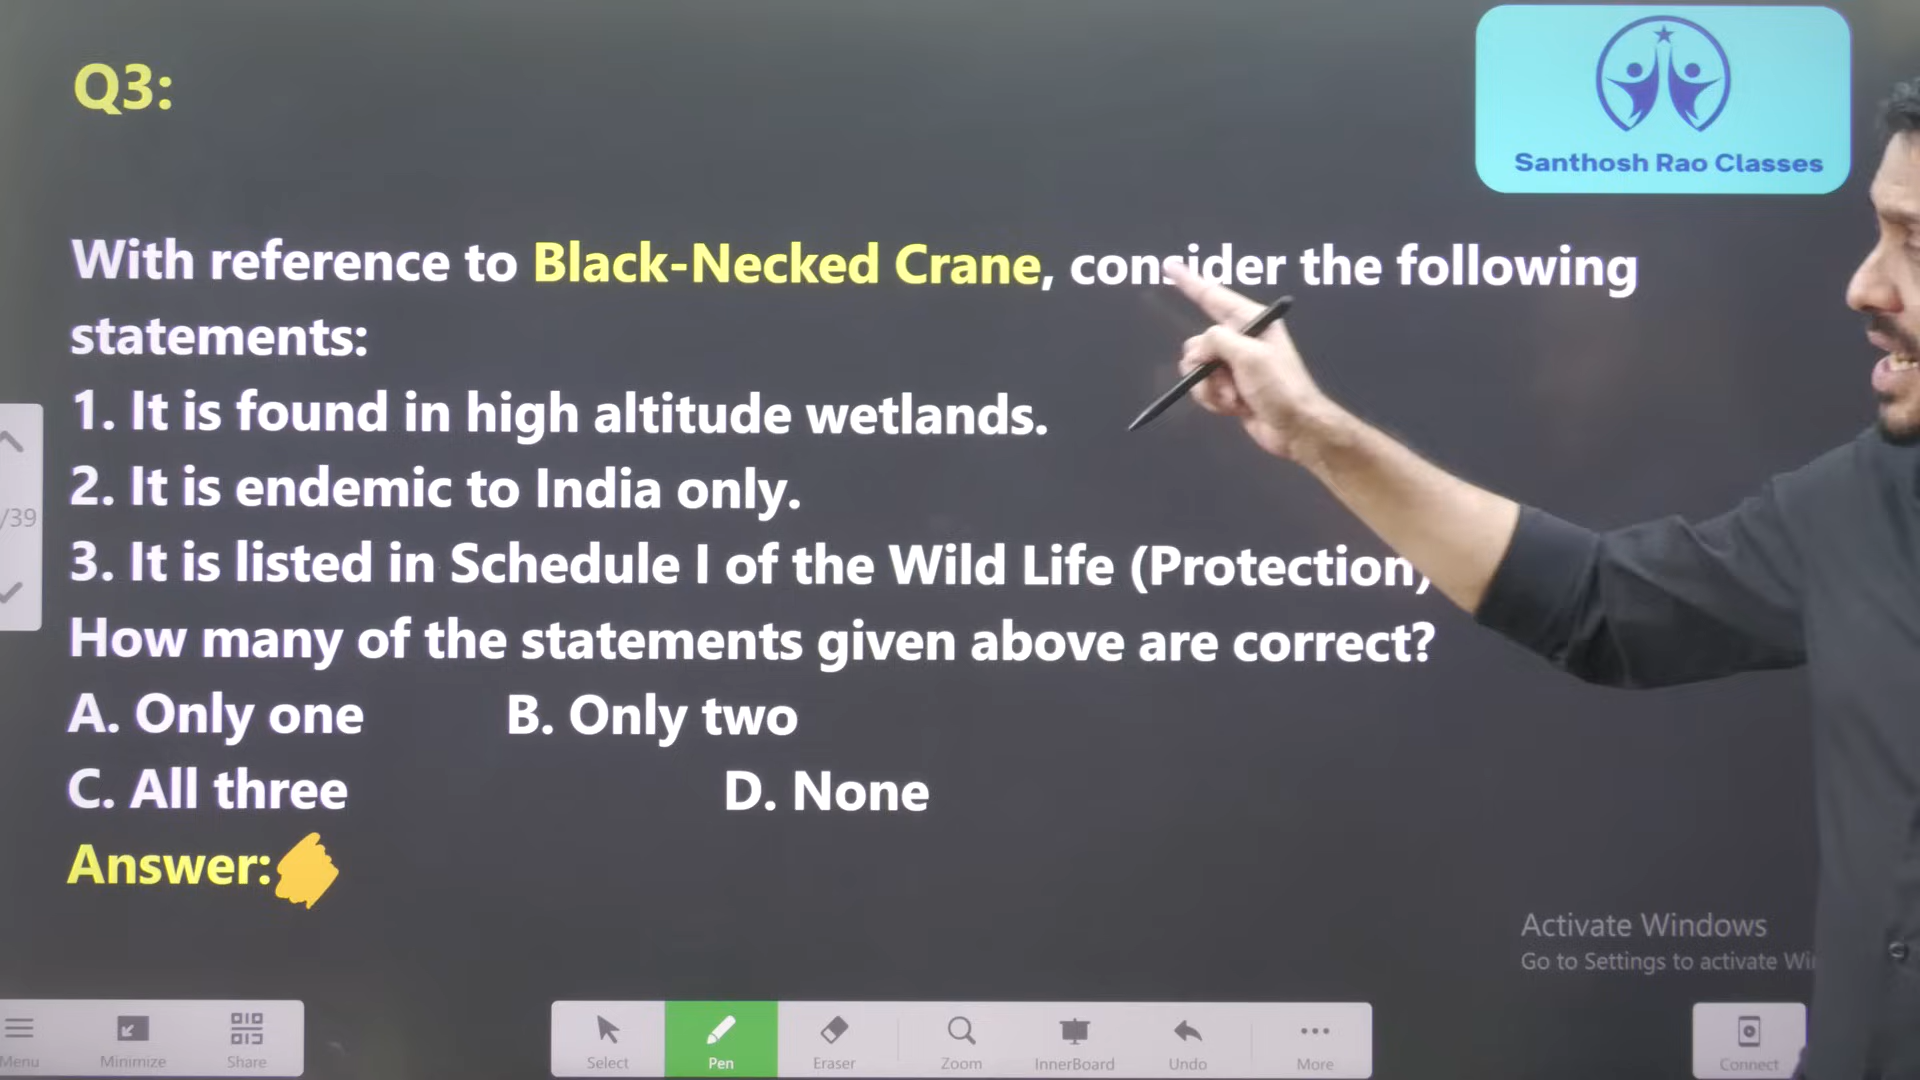 Q3:
Santhosh Rao Classes
With reference to Black-Necked Crane, consider the following
statements:
1. It is found in high altitude wetlands.
2. It is endemic to India only.
/39
3. It is listed in Schedule I of the Wild Life (Protection)
How many of the statements given above are correct?
A. Only one B. Only two
C. All three D. None
Answer:
Activate Windows
Go to Settings to activate
Menu Minimize Share Select Pen Eraser Zoom InnerBoard Undo More Connect